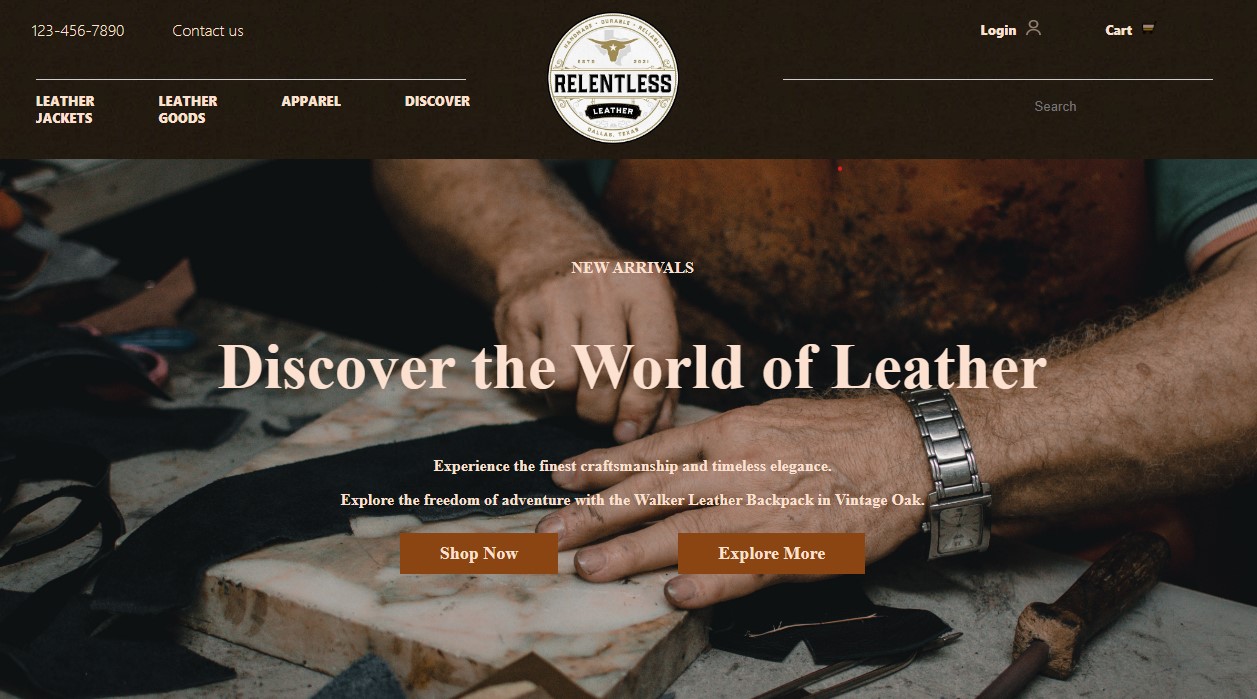 123-456-7890
Contact us
Login
Cart
HANDMADE • DURABLE • RELIABLE
ESTD 2021
RELENTLESS
LEATHER
DALLAS, TEXAS
LEATHER
JACKETS
LEATHER
GOODS
APPAREL
DISCOVER
Search
NEW ARRIVALS
Discover the World of Leather
Experience the finest craftsmanship and timeless elegance.
Explore the freedom of adventure with the Walker Leather Backpack in Vintage Oak.
Shop Now
Explore More